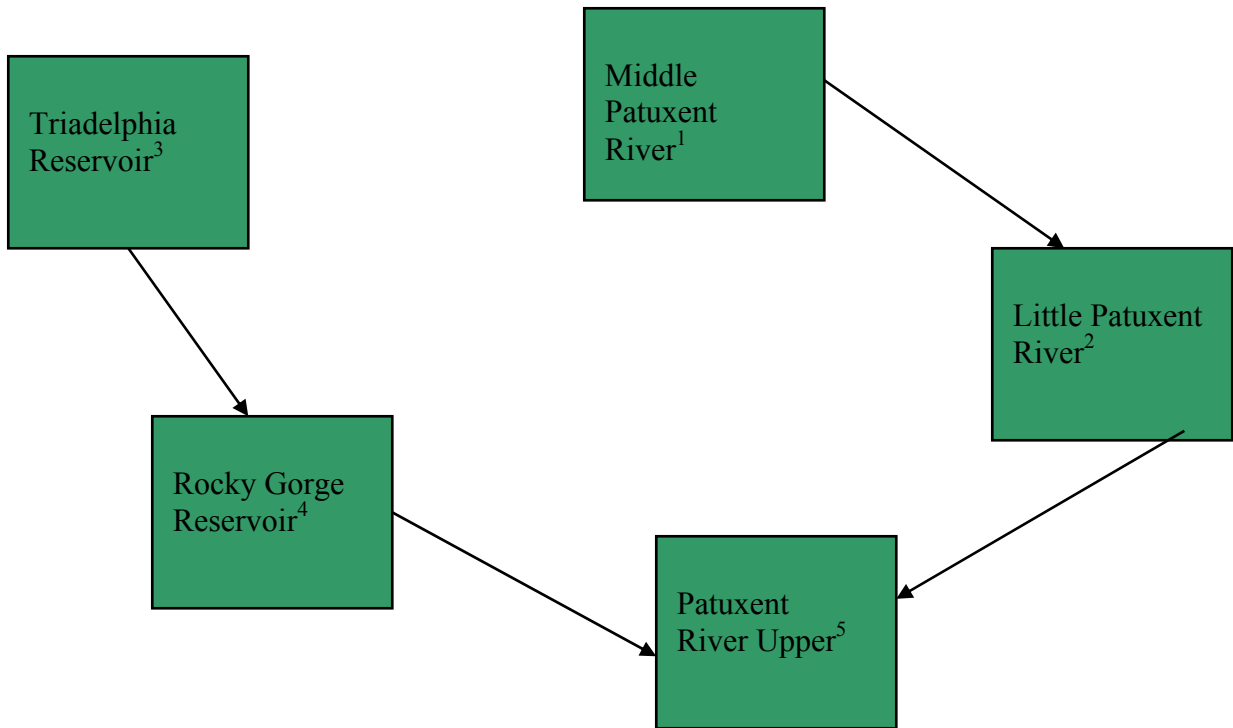 Middle
Patuxent
River¹
Triadelphia
Reservoir³
Little Patuxent
River²
Rocky Gorge
Reservoir⁴
Patuxent
River Upper⁵